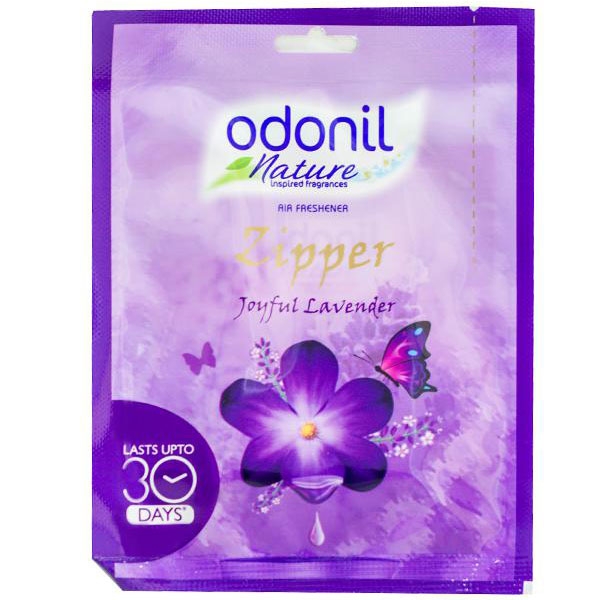 odonil
Nature
inspired fragrances
AIR FRESHENER
Zipper
Joyful Lavender
LASTS UPTO
30
DAYS*